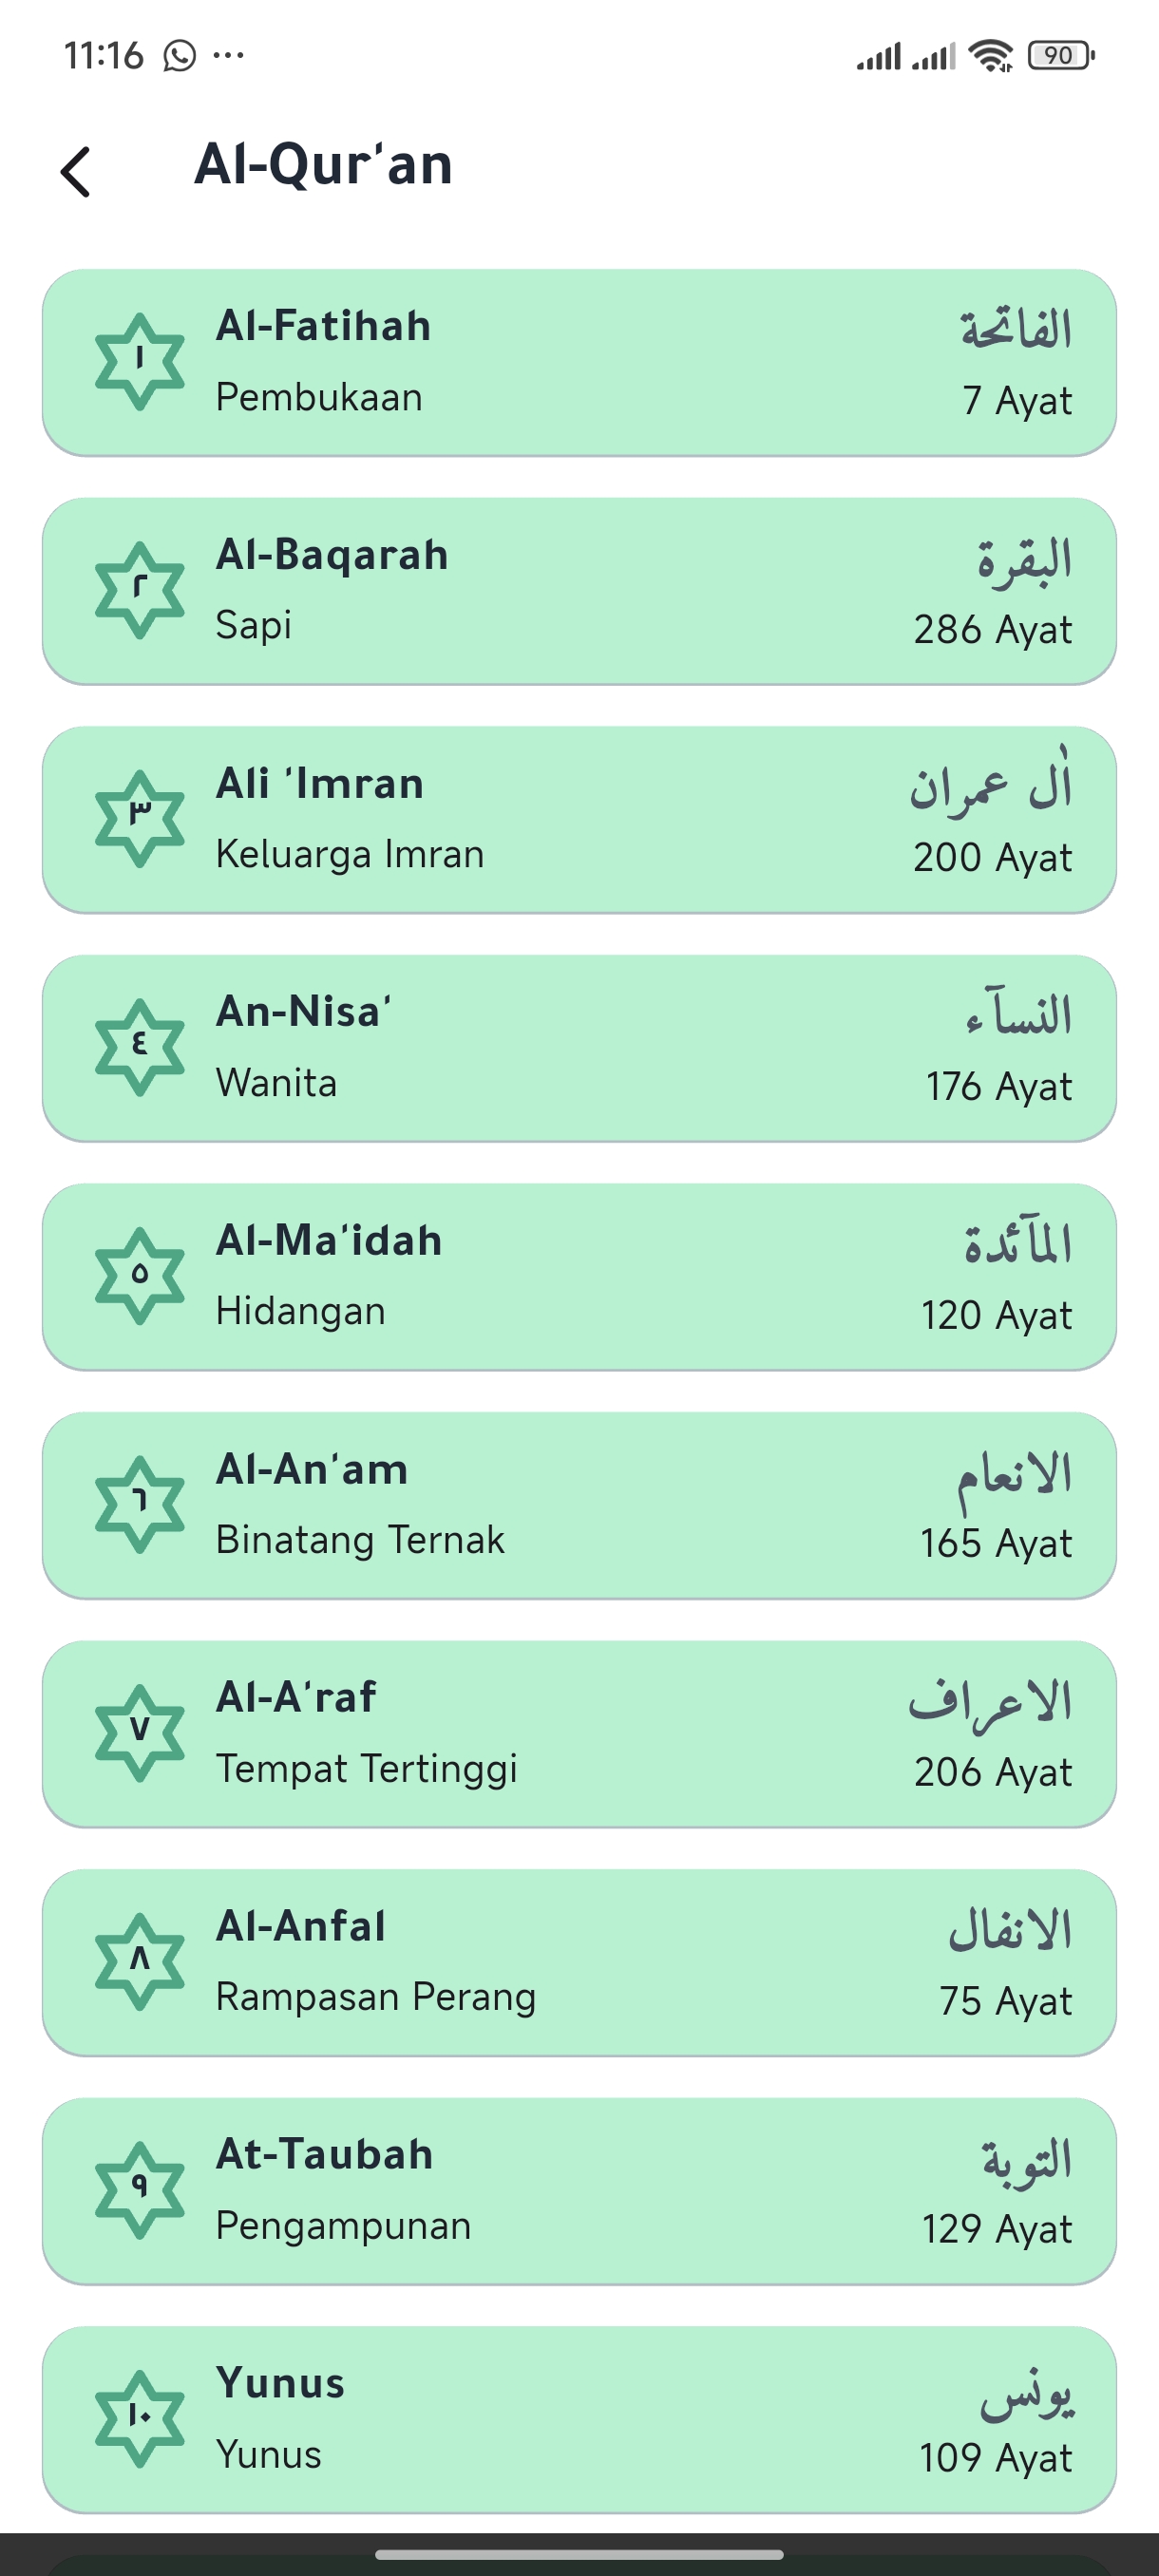 11:16 ...
90
Al-Qur'an
١
Al-Fatihah
الفاتحة
Pembukaan
7 Ayat
٢
Al-Baqarah
البقرة
Sapi
286 Ayat
٣
Ali 'Imran
اٰل عمران
Keluarga Imran
200 Ayat
٤
An-Nisa'
النساۤء
Wanita
176 Ayat
٥
Al-Ma'idah
الماۤئدة
Hidangan
120 Ayat
٦
Al-An'am
الانعام
Binatang Ternak
165 Ayat
٧
Al-A'raf
الاعراف
Tempat Tertinggi
206 Ayat
٨
Al-Anfal
الانفال
Rampasan Perang
75 Ayat
٩
At-Taubah
التوبة
Pengampunan
129 Ayat
١٠
Yunus
يونس
Yunus
109 Ayat